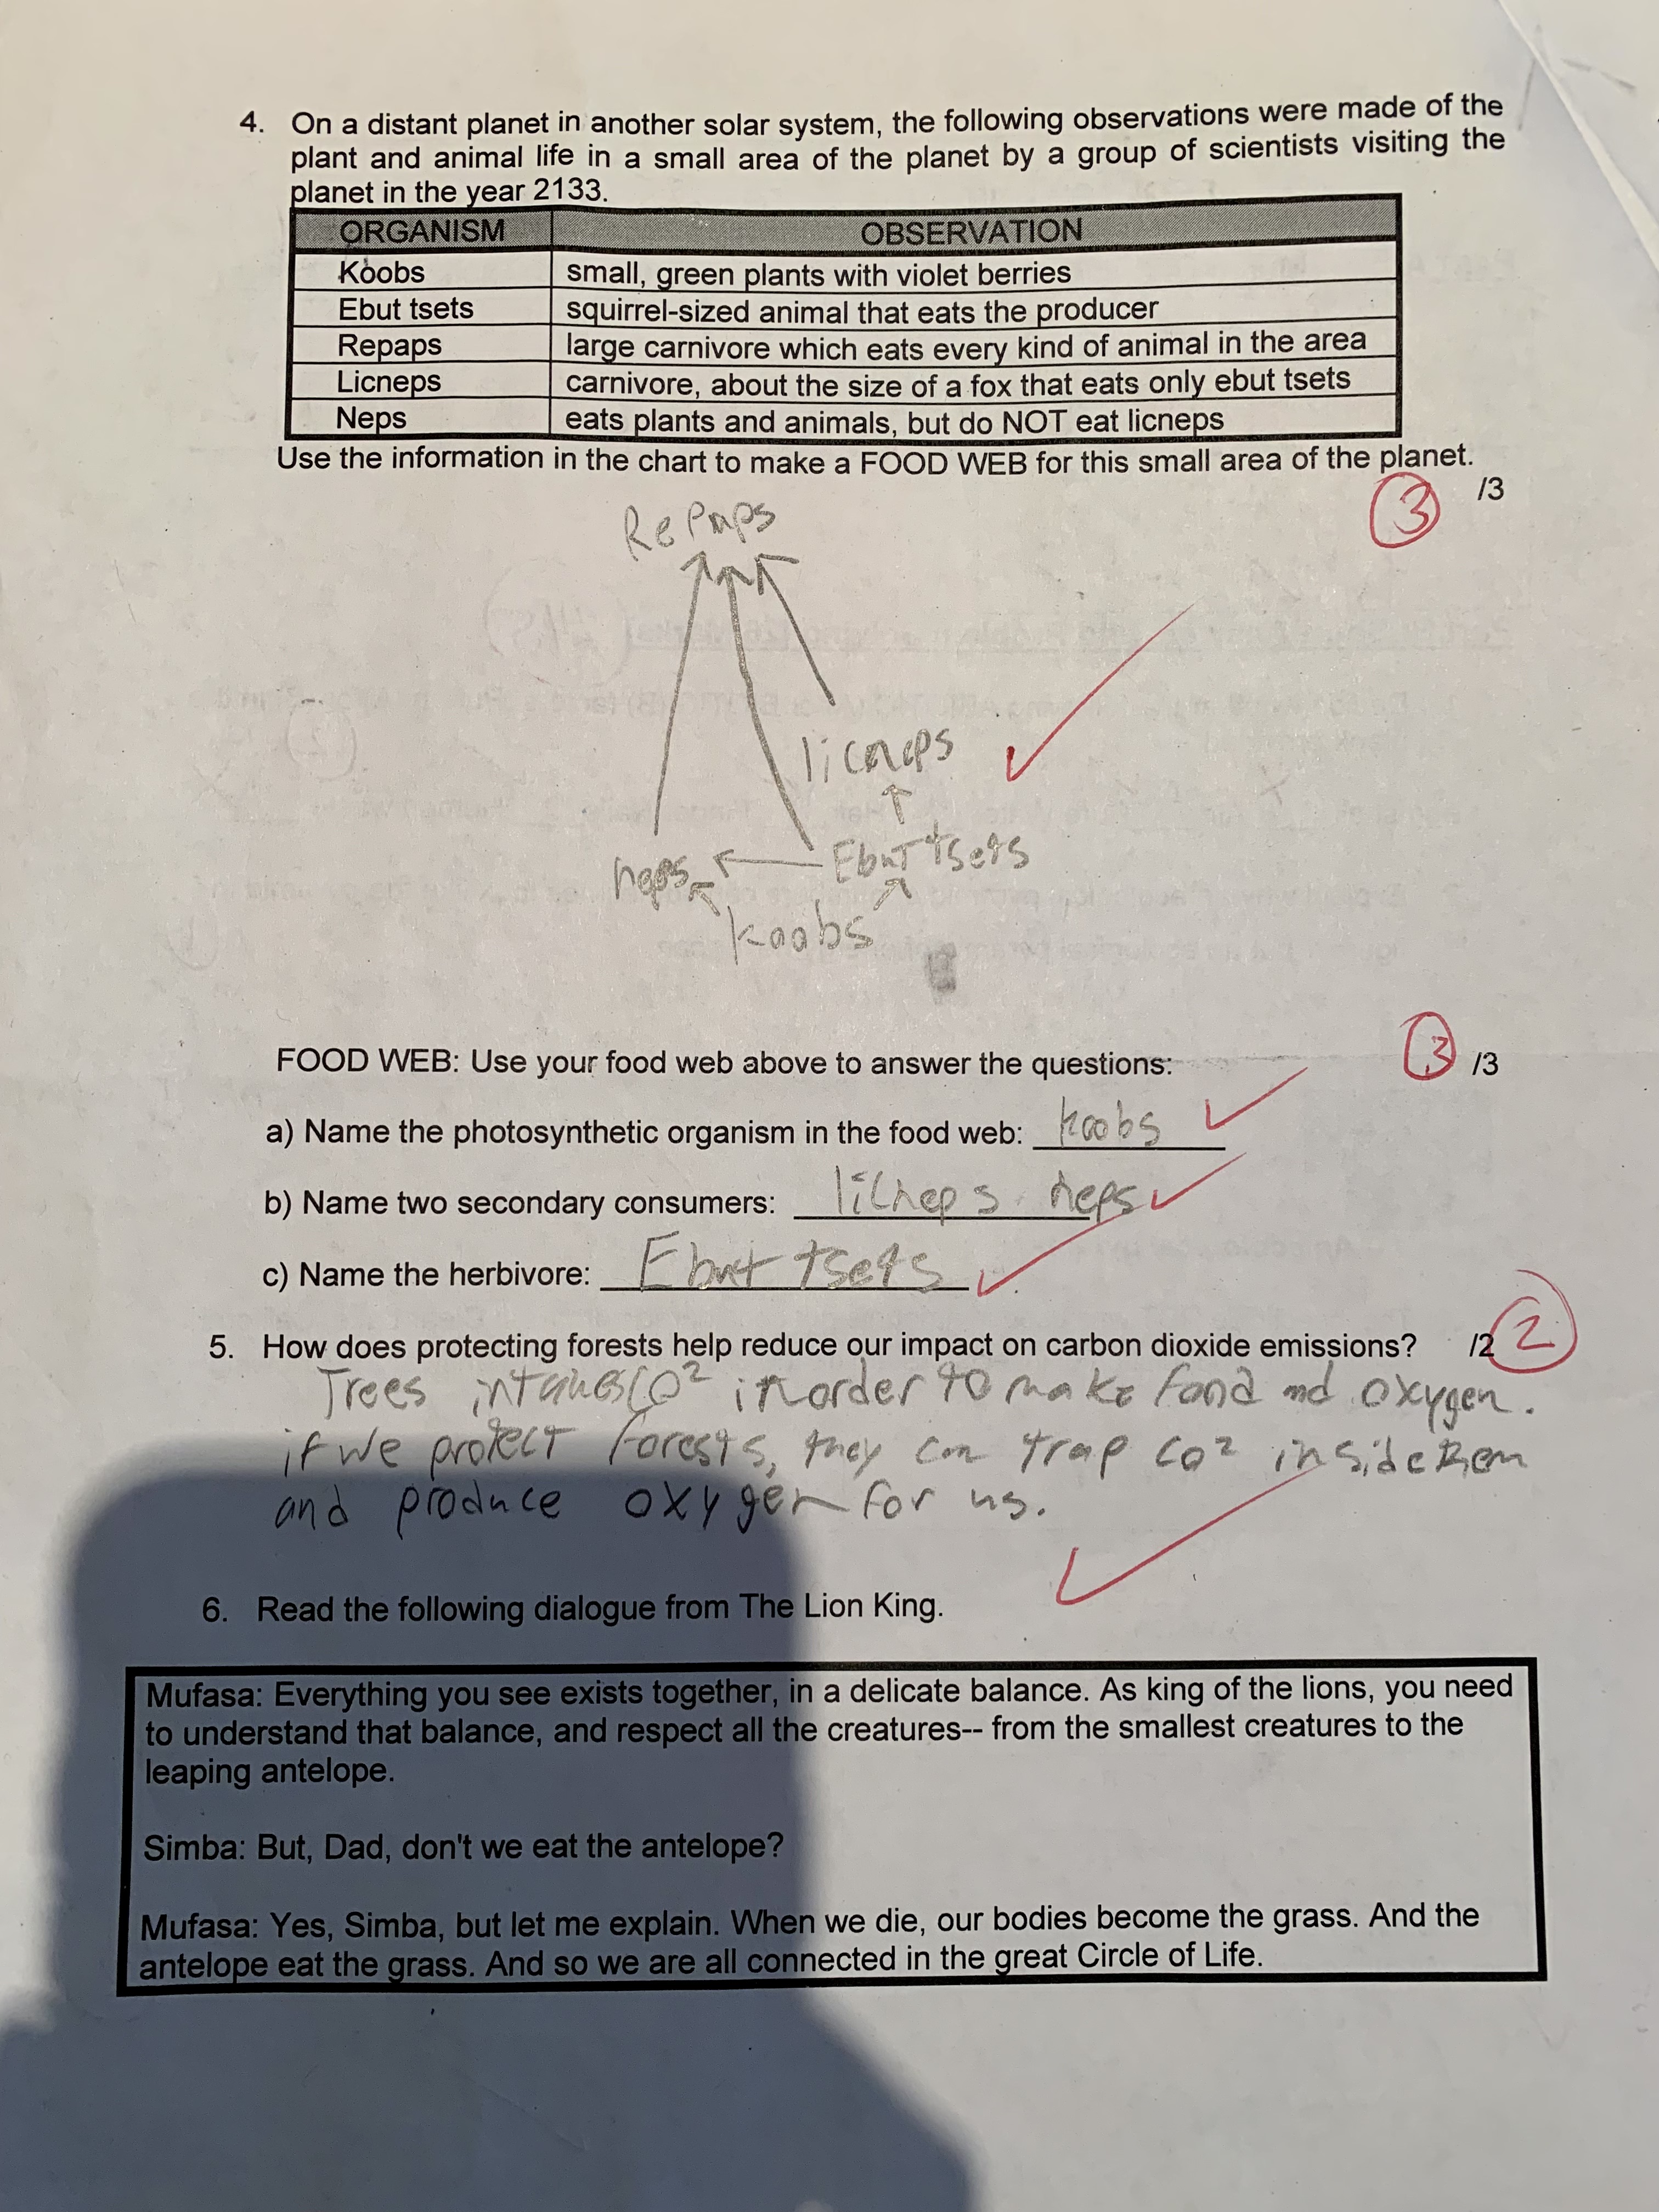 4. On a distant planet in another solar system, the following observations were made of the
plant and animal life in a small area of the planet by a group of scientists visiting the
planet in the year 2133.
ORGANISM OBSERVATION
Koobs small, green plants with violet berries
Ebut tsets squirrel-sized animal that eats the producer
Repaps large carnivore which eats every kind of animal in the area
Licneps carnivore, about the size of a fox that eats only ebut tsets
Neps eats plants and animals, but do NOT eat licneps
Use the information in the chart to make a FOOD WEB for this small area of the planet.
3 /3
Repaps
licneps
neps Ebut tsets
koobs
FOOD WEB: Use your food web above to answer the questions: 3 /3
a) Name the photosynthetic organism in the food web: koobs
b) Name two secondary consumers: licneps neps
c) Name the herbivore: Ebut tsets
5. How does protecting forests help reduce our impact on carbon dioxide emissions? /2 2
Trees intakes CO² in order to make food and oxygen.
if we protect forests, they can trap CO² inside them
and produce oxygen for us.
6. Read the following dialogue from The Lion King.
Mufasa: Everything you see exists together, in a delicate balance. As king of the lions, you need
to understand that balance, and respect all the creatures-- from the smallest creatures to the
leaping antelope.
Simba: But, Dad, don't we eat the antelope?
Mufasa: Yes, Simba, but let me explain. When we die, our bodies become the grass. And the
antelope eat the grass. And so we are all connected in the great Circle of Life.